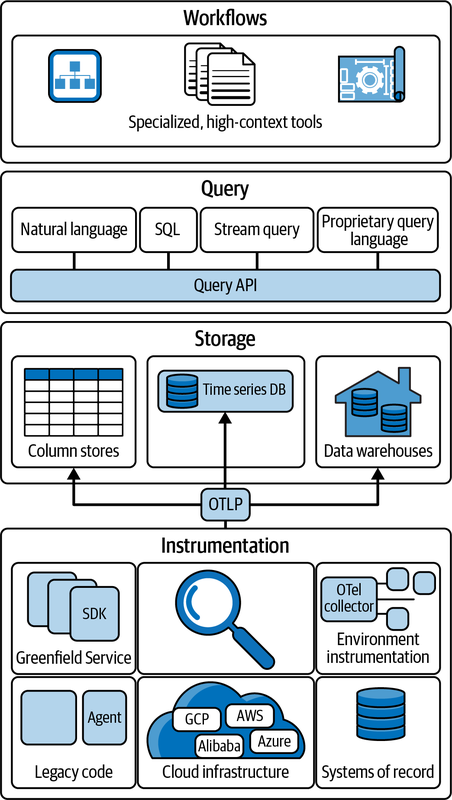 Workflows
Specialized, high-context tools
Query
Natural language
SQL
Stream query
Proprietary query
language
Query API
Storage
Column stores
Time series DB
Data warehouses
OTLP
Instrumentation
SDK
Greenfield Service
OTel
collector
Environment
instrumentation
Agent
Legacy code
GCP
AWS
Alibaba
Azure
Cloud infrastructure
Systems of record